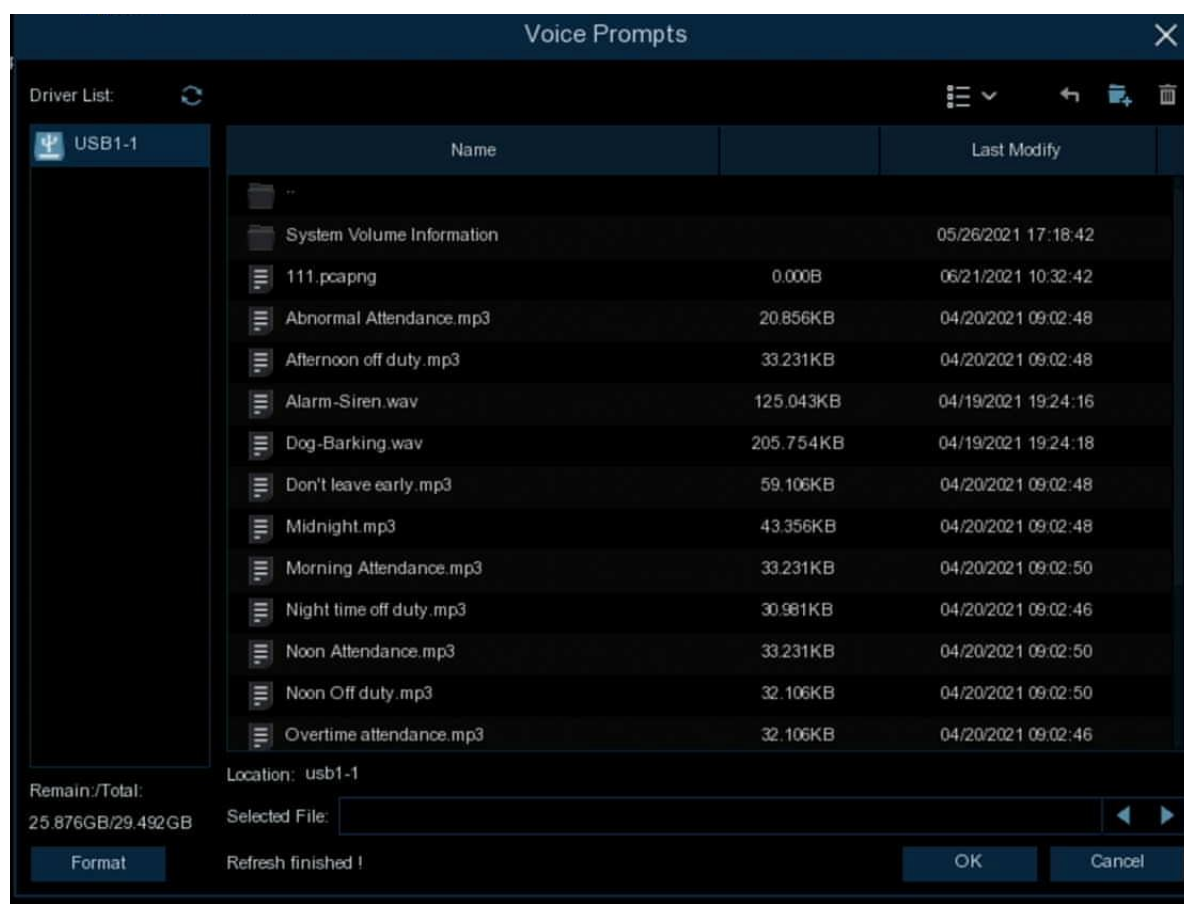 Voice Prompts
Driver List:
USB1-1
Name Last Modify
..
System Volume Information 05/26/2021 17:18:42
111.pcapng 0.000B 06/21/2021 10:32:42
Abnormal Attendance.mp3 20.856KB 04/20/2021 09:02:48
Afternoon off duty.mp3 33.231KB 04/20/2021 09:02:48
Alarm-Siren.wav 125.043KB 04/19/2021 19:24:16
Dog-Barking.wav 205.754KB 04/19/2021 19:24:18
Don't leave early.mp3 59.106KB 04/20/2021 09:02:48
Midnight.mp3 43.356KB 04/20/2021 09:02:48
Morning Attendance.mp3 33.231KB 04/20/2021 09:02:50
Night time off duty.mp3 30.981KB 04/20/2021 09:02:46
Noon Attendance.mp3 33.231KB 04/20/2021 09:02:50
Noon Off duty.mp3 32.106KB 04/20/2021 09:02:50
Overtime attendance.mp3 32.106KB 04/20/2021 09:02:46
Location: usb1-1
Remain:/Total:
25.876GB/29.492GB
Selected File:
Format
Refresh finished !
OK
Cancel